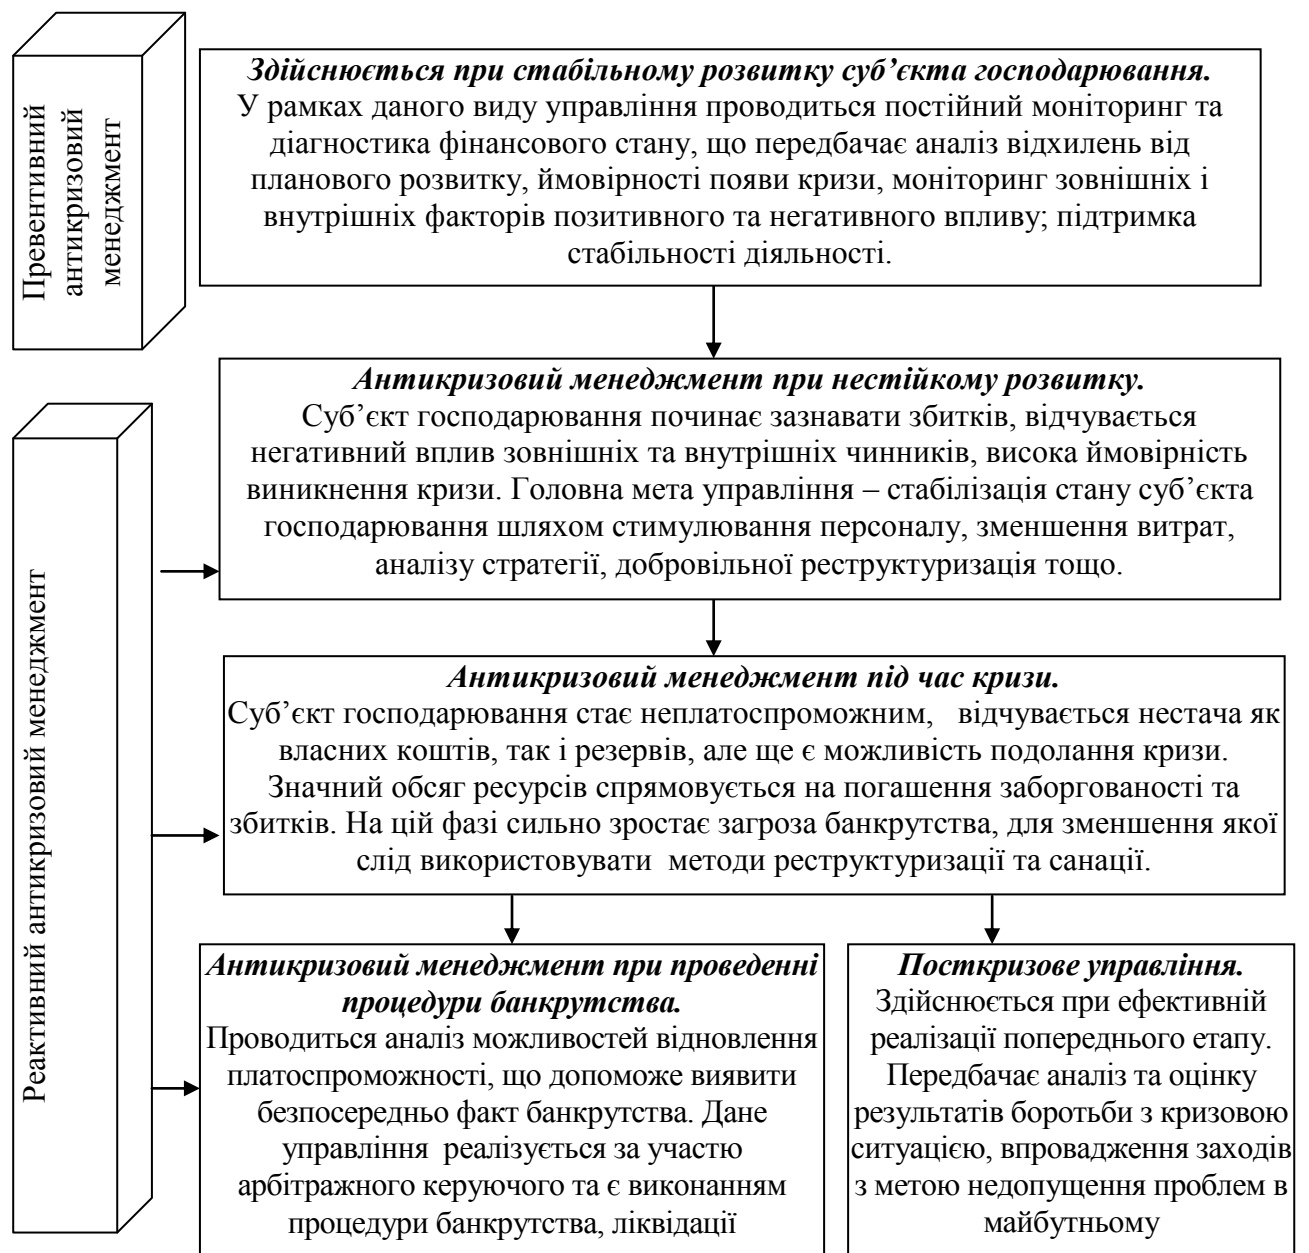 Превентивний
антикризовий
менеджмент
Здійснюється при стабільному розвитку суб’єкта господарювання.
У рамках даного виду управління проводиться постійний моніторинг та
діагностика фінансового стану, що передбачає аналіз відхилень від
планового розвитку, ймовірності появи кризи, моніторинг зовнішніх і
внутрішніх факторів позитивного та негативного впливу; підтримка
стабільності діяльності.
Реактивний антикризовий менеджмент
Антикризовий менеджмент при нестійкому розвитку.
Суб’єкт господарювання починає зазнавати збитків, відчувається
негативний вплив зовнішніх та внутрішніх чинників, висока ймовірність
виникнення кризи. Головна мета управління – стабілізація стану суб’єкта
господарювання шляхом стимулювання персоналу, зменшення витрат,
аналізу стратегії, добровільної реструктуризація тощо.
Антикризовий менеджмент під час кризи.
Суб’єкт господарювання стає неплатоспроможним, відчувається нестача як
власних коштів, так і резервів, але ще є можливість подолання кризи.
Значний обсяг ресурсів спрямовується на погашення заборгованості та
збитків. На цій фазі сильно зростає загроза банкрутства, для зменшення якої
слід використовувати методи реструктуризації та санації.
Антикризовий менеджмент при проведенні
процедури банкрутства.
Проводиться аналіз можливостей відновлення
платоспроможності, що допоможе виявити
безпосередньо факт банкрутства. Дане
управління реалізується за участю
арбітражного керуючого та є виконанням
процедури банкрутства, ліквідації
Посткризове управління.
Здійснюється при ефективній
реалізації попереднього етапу.
Передбачає аналіз та оцінку
результатів боротьби з кризовою
ситуацією, впровадження заходів
з метою недопущення проблем в
майбутньому